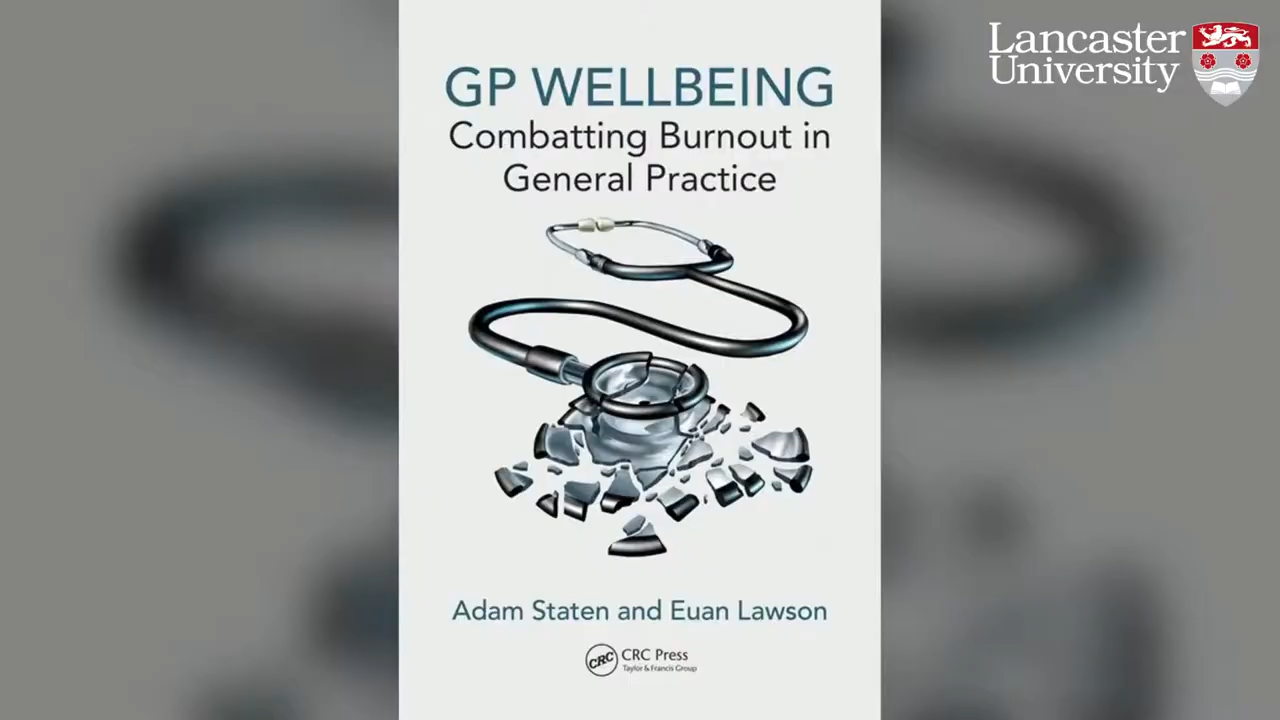 Lancaster
University
GP WELLBEING
Combatting Burnout in
General Practice
Adam Staten and Euan Lawson
CRC
CRC Press
Taylor & Francis Group